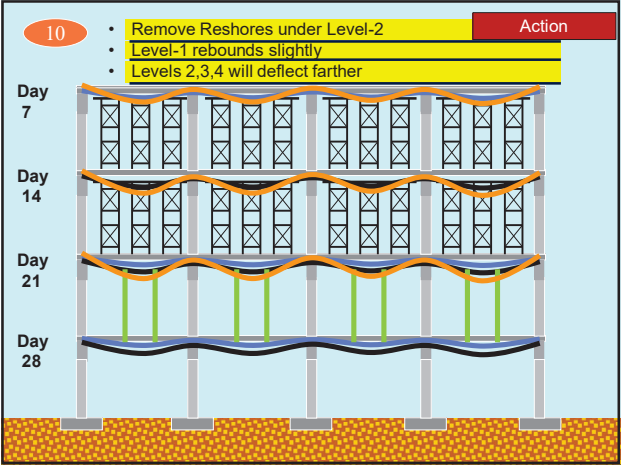 10
• Remove Reshores under Level-2
• Level-1 rebounds slightly
• Levels 2,3,4 will deflect farther
Action
Day
7
Day
14
Day
21
Day
28